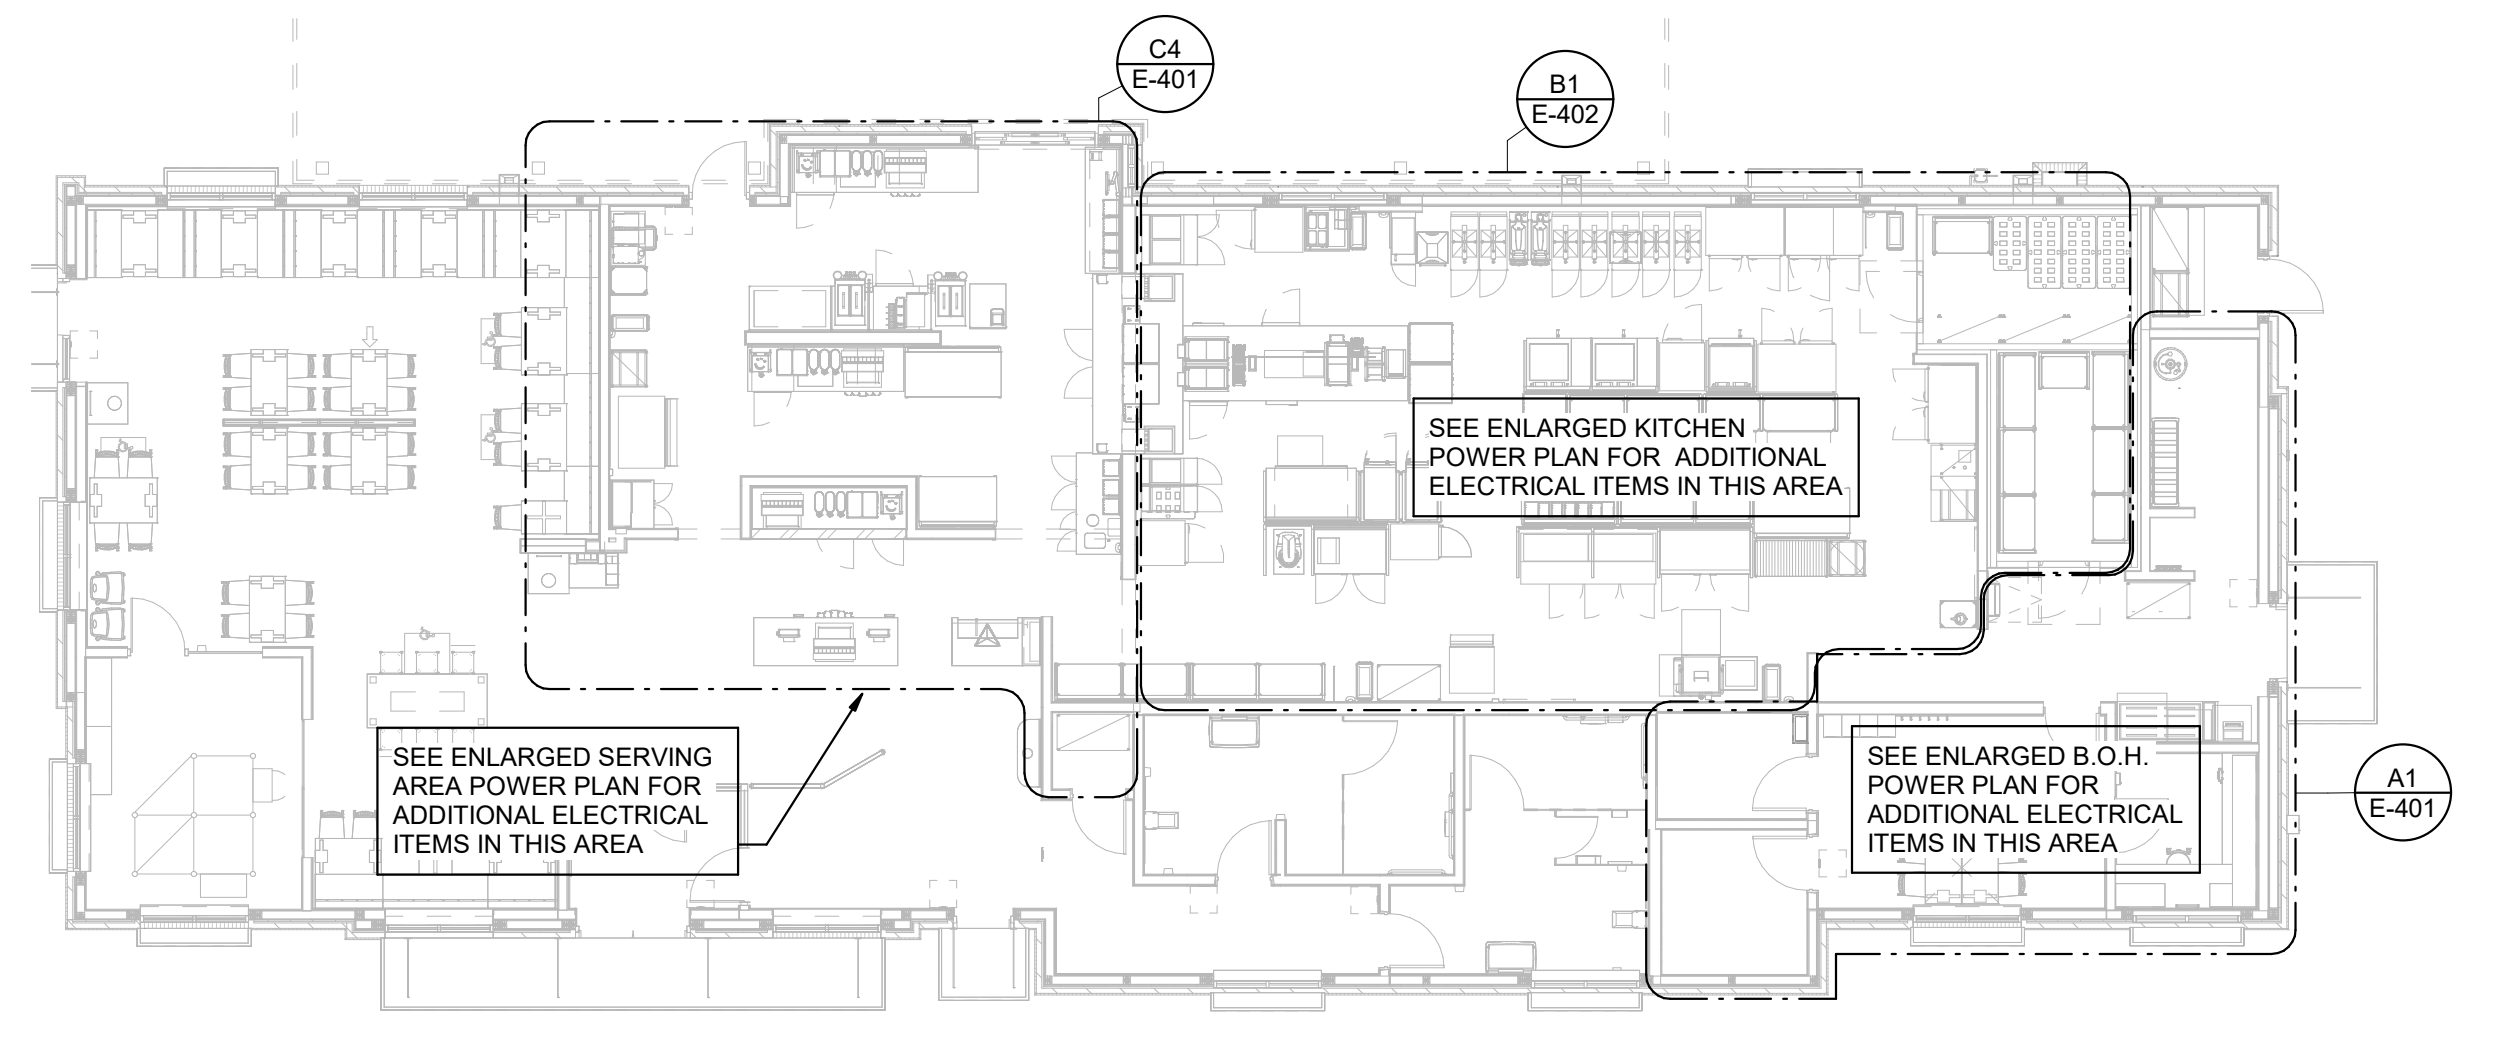 C4
E-401
B1
E-402
SEE ENLARGED KITCHEN
POWER PLAN FOR ADDITIONAL
ELECTRICAL ITEMS IN THIS AREA
SEE ENLARGED SERVING
AREA POWER PLAN FOR
ADDITIONAL ELECTRICAL
ITEMS IN THIS AREA
SEE ENLARGED B.O.H.
POWER PLAN FOR
ADDITIONAL ELECTRICAL
ITEMS IN THIS AREA
A1
E-401